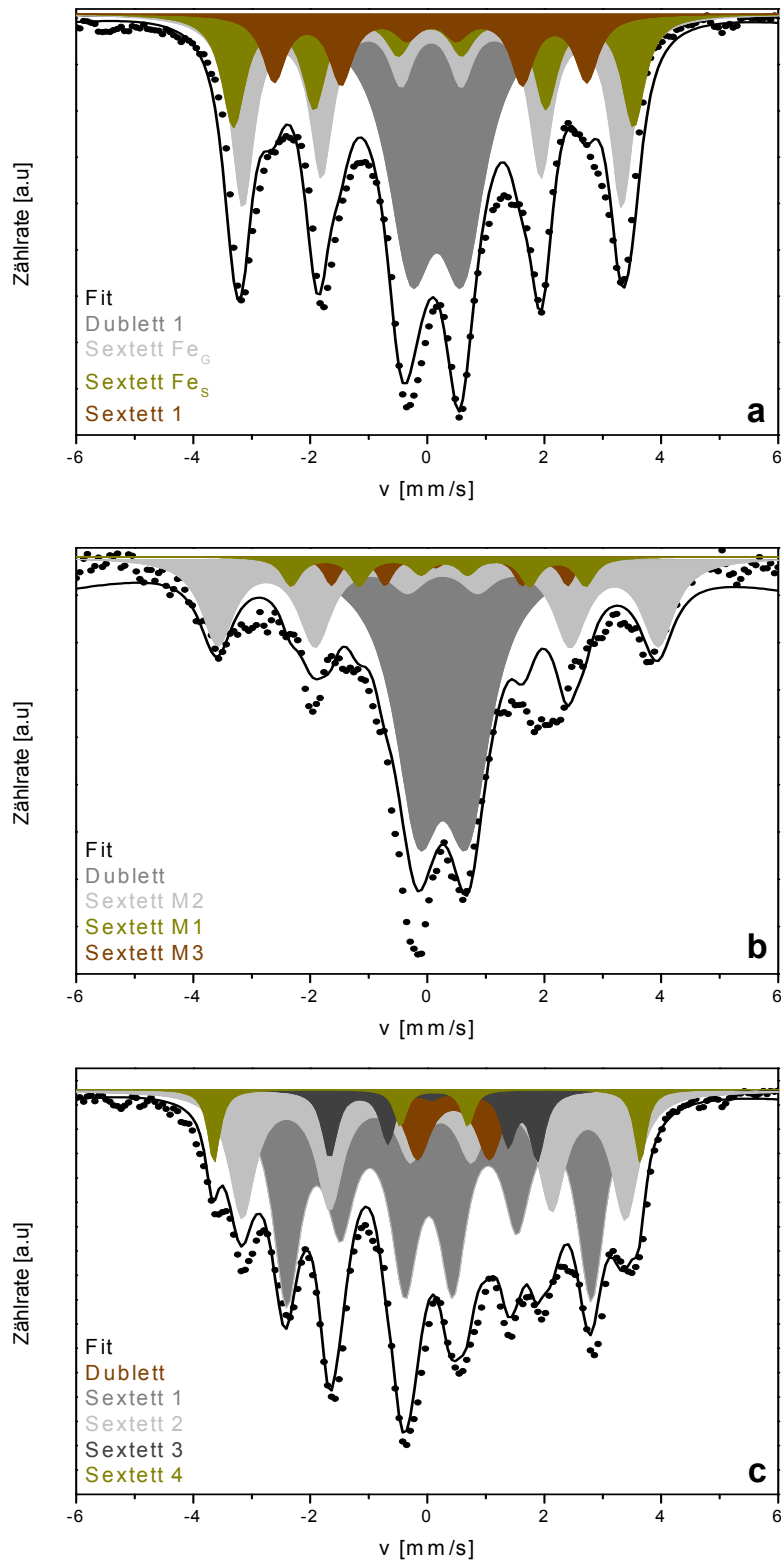 Zählrate [a.u]
Fit
Dublett 1
Sextett Fe_G
Sextett Fe_S
Sextett 1
a
-6 -4 -2 0 2 4 6
v [mm/s]
Zählrate [a.u]
Fit
Dublett
Sextett M2
Sextett M1
Sextett M3
b
-6 -4 -2 0 2 4 6
v [mm/s]
Zählrate [a.u]
Fit
Dublett
Sextett 1
Sextett 2
Sextett 3
Sextett 4
c
-6 -4 -2 0 2 4 6
v [mm/s]